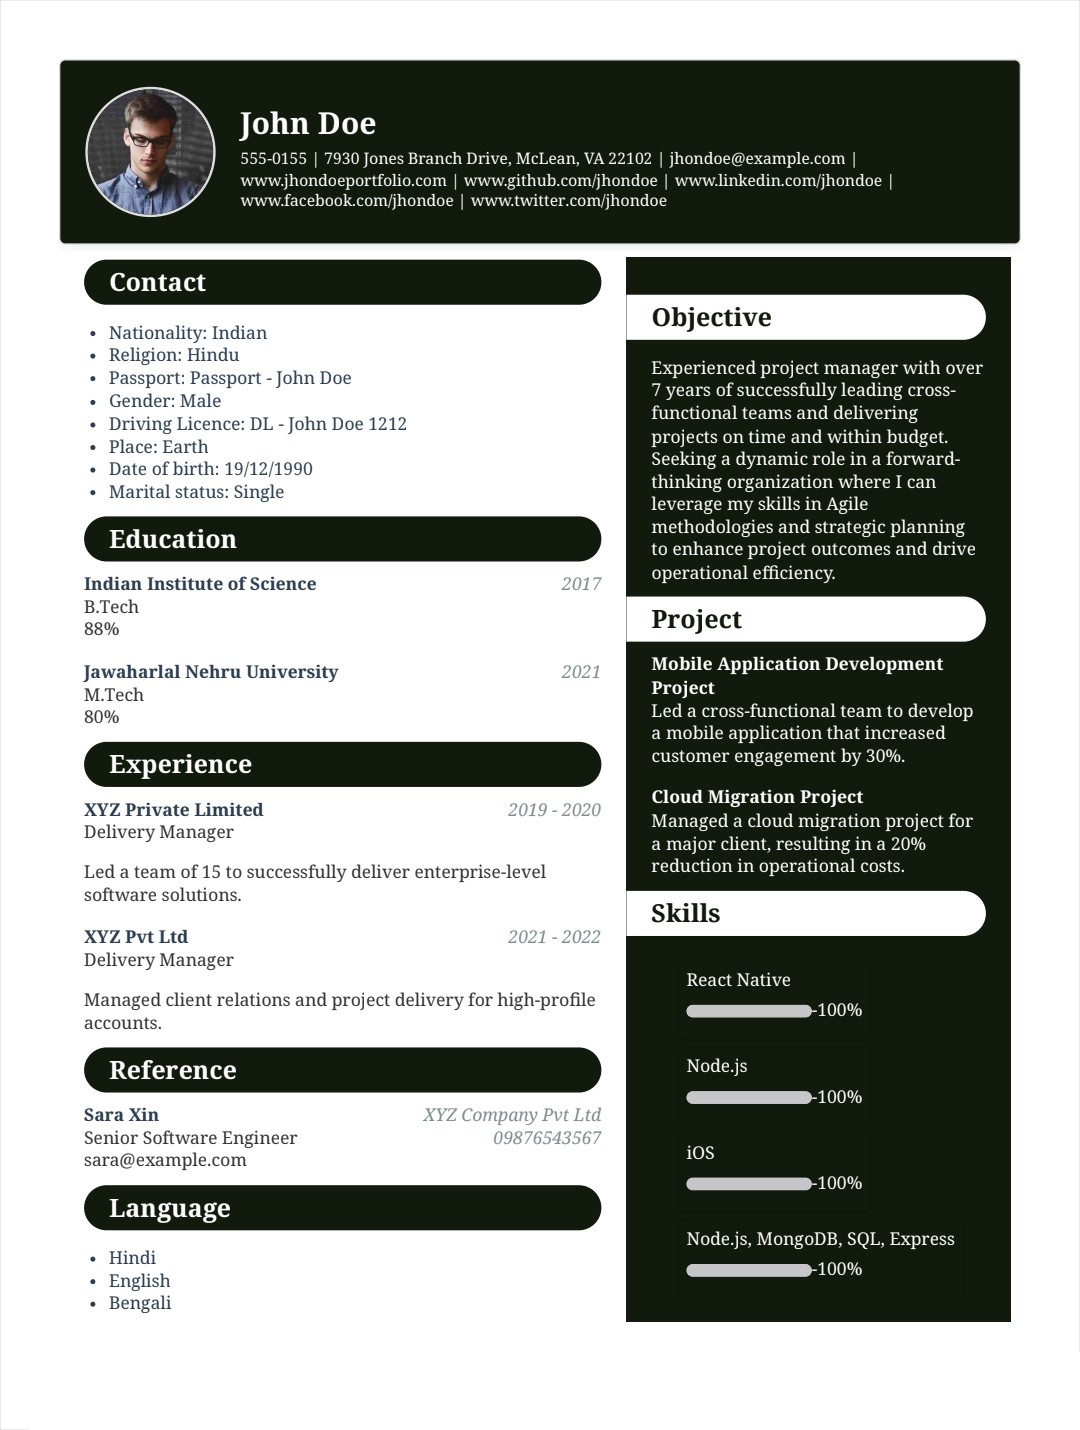 John Doe
555-0155 | 7930 Jones Branch Drive, McLean, VA 22102 | jhondoe@example.com |
www.jhondoeportfolio.com | www.github.com/jhondoe | www.linkedin.com/jhondoe |
www.facebook.com/jhondoe | www.twitter.com/jhondoe
Contact
• Nationality: Indian
• Religion: Hindu
• Passport: Passport - John Doe
• Gender: Male
• Driving Licence: DL - John Doe 1212
• Place: Earth
• Date of birth: 19/12/1990
• Marital status: Single
Education
Indian Institute of Science 2017
B.Tech
88%
Jawaharlal Nehru University 2021
M.Tech
80%
Experience
XYZ Private Limited 2019 - 2020
Delivery Manager
Led a team of 15 to successfully deliver enterprise-level
software solutions.
XYZ Pvt Ltd 2021 - 2022
Delivery Manager
Managed client relations and project delivery for high-profile
accounts.
Reference
Sara Xin XYZ Company Pvt Ltd
Senior Software Engineer 09876543567
sara@example.com
Language
• Hindi
• English
• Bengali
Objective
Experienced project manager with over
7 years of successfully leading cross-
functional teams and delivering
projects on time and within budget.
Seeking a dynamic role in a forward-
thinking organization where I can
leverage my skills in Agile
methodologies and strategic planning
to enhance project outcomes and drive
operational efficiency.
Project
Mobile Application Development
Project
Led a cross-functional team to develop
a mobile application that increased
customer engagement by 30%.
Cloud Migration Project
Managed a cloud migration project for
a major client, resulting in a 20%
reduction in operational costs.
Skills
React Native
-100%
Node.js
-100%
iOS
-100%
Node.js, MongoDB, SQL, Express
-100%